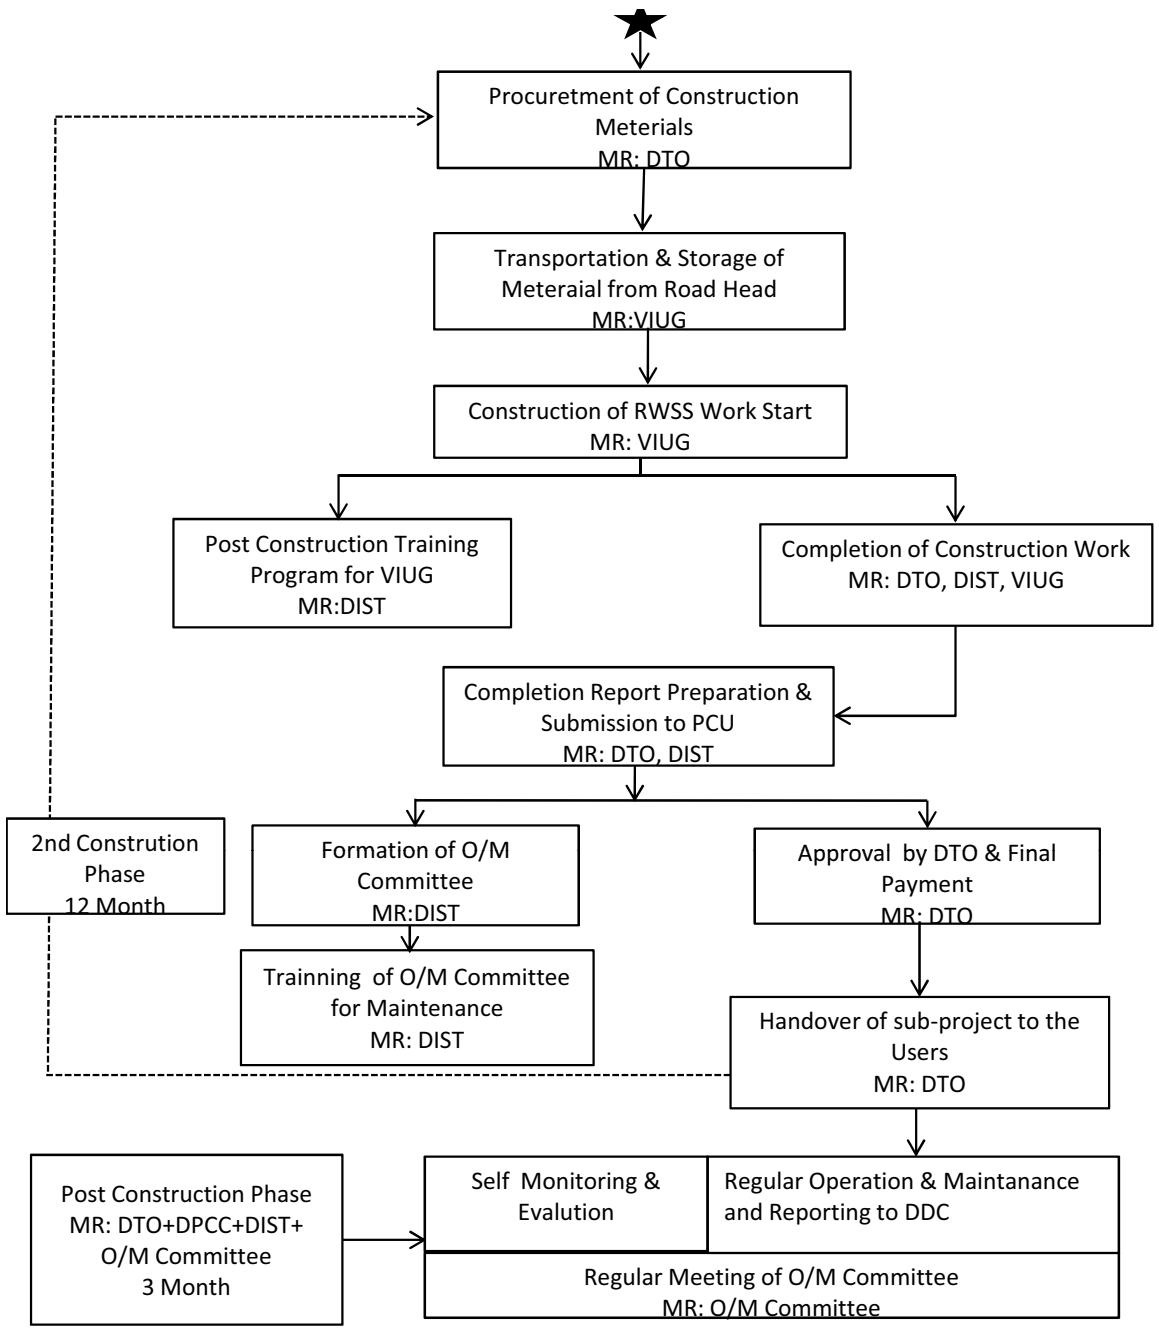 Procuretment of Construction
Meterials
MR: DTO
Transportation & Storage of
Meteraial from Road Head
MR:VIUG
Construction of RWSS Work Start
MR: VIUG
Post Construction Training
Program for VIUG
MR:DIST
Completion of Construction Work
MR: DTO, DIST, VIUG
Completion Report Preparation &
Submission to PCU
MR: DTO, DIST
2nd Constrution
Phase
12 Month
Formation of O/M
Committee
MR:DIST
Approval by DTO & Final
Payment
MR: DTO
Trainning of O/M Committee
for Maintenance
MR: DIST
Handover of sub-project to the
Users
MR: DTO
Post Construction Phase
MR: DTO+DPCC+DIST+
O/M Committee
3 Month
Self Monitoring &
Evalution
Regular Operation & Maintanance
and Reporting to DDC
Regular Meeting of O/M Committee
MR: O/M Committee